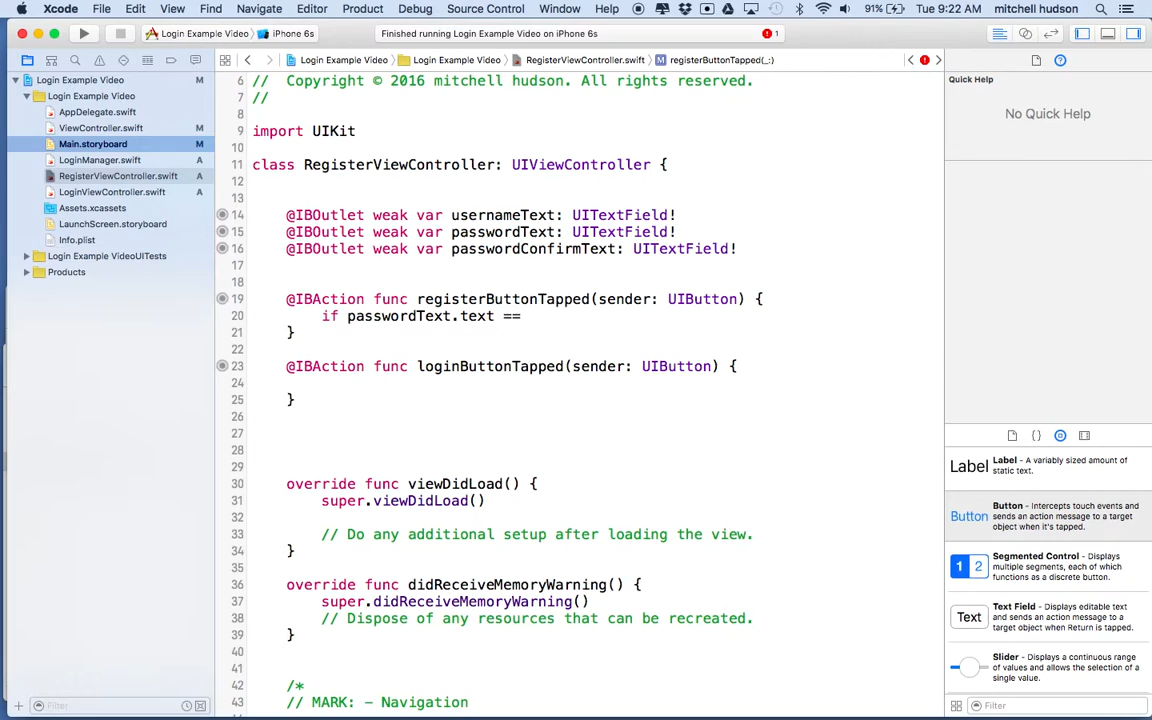 Xcode File Edit View Find Navigate Editor Product Debug Source Control Window Help 91% Tue 9:22 AM mitchell hudson
Login Example Video iPhone 6s Finished running Login Example Video on iPhone 6s 1
Login Example Video Login Example Video RegisterViewController.swift M registerButtonTapped(_:)
Login Example Video M
Login Example Video
AppDelegate.swift
ViewController.swift M
Main.storyboard M
LoginManager.swift A
RegisterViewController.swift A
LoginViewController.swift A
Assets.xcassets
LaunchScreen.storyboard
Info.plist
Login Example VideoUITests
Products
Filter
6 // Copyright © 2016 mitchell hudson. All rights reserved.
7 //
8
9 import UIKit
10
11 class RegisterViewController: UIViewController {
12
13
14 @IBOutlet weak var usernameText: UITextField!
15 @IBOutlet weak var passwordText: UITextField!
16 @IBOutlet weak var passwordConfirmText: UITextField!
17
18
19 @IBAction func registerButtonTapped(sender: UIButton) {
20 if passwordText.text ==
21 }
22
23 @IBAction func loginButtonTapped(sender: UIButton) {
24
25 }
26
27
28
29
30 override func viewDidLoad() {
31 super.viewDidLoad()
32
33 // Do any additional setup after loading the view.
34 }
35
36 override func didReceiveMemoryWarning() {
37 super.didReceiveMemoryWarning()
38 // Dispose of any resources that can be recreated.
39 }
40
41
42 /*
43 // MARK: - Navigation
Quick Help
No Quick Help
Label Label - A variably sized amount of
static text.
Button Button - Intercepts touch events and
sends an action message to a target
object when it's tapped.
1 2 Segmented Control - Displays
multiple segments, each of which
functions as a discrete button.
Text Text Field - Displays editable text
and sends an action message to a
target object when Return is tapped.
Slider - Displays a continuous range
of values and allows the selection of a
single value.
Filter